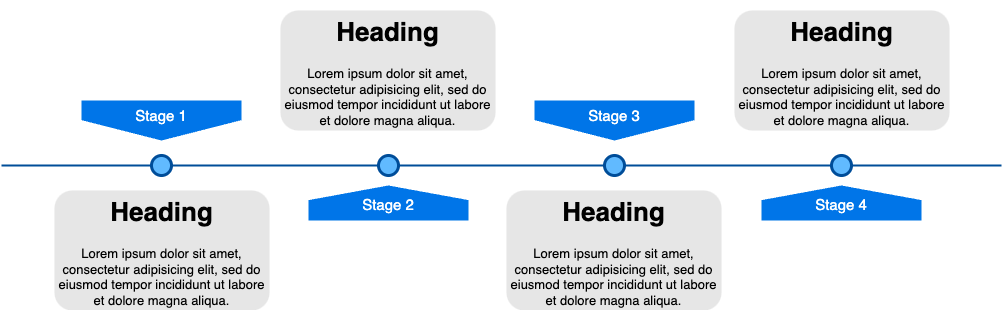 Stage 1
Heading
Lorem ipsum dolor sit amet,
consectetur adipisicing elit, sed do
eiusmod tempor incididunt ut labore
et dolore magna aliqua.
Heading
Lorem ipsum dolor sit amet,
consectetur adipisicing elit, sed do
eiusmod tempor incididunt ut labore
et dolore magna aliqua.
Stage 2
Stage 3
Heading
Lorem ipsum dolor sit amet,
consectetur adipisicing elit, sed do
eiusmod tempor incididunt ut labore
et dolore magna aliqua.
Heading
Lorem ipsum dolor sit amet,
consectetur adipisicing elit, sed do
eiusmod tempor incididunt ut labore
et dolore magna aliqua.
Stage 4